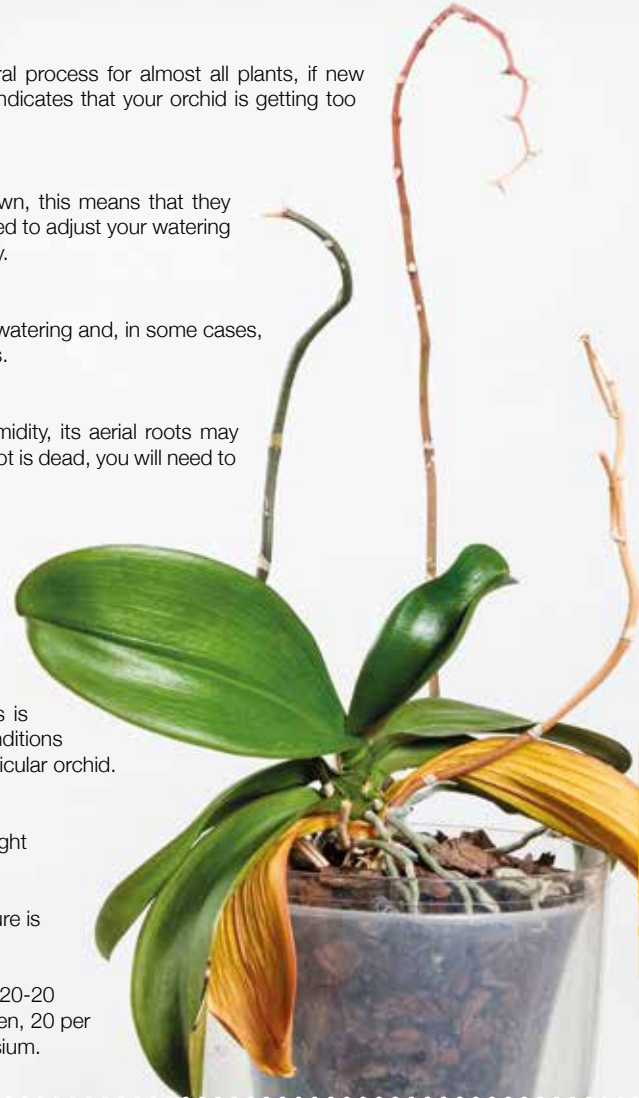 ral process for almost all plants, if new
ndicates that your orchid is getting too
wn, this means that they
ed to adjust your watering
y.
watering and, in some cases,
s.
midity, its aerial roots may
ot is dead, you will need to
s is
nditions
icular orchid.
ght
ure is
20-20
en, 20 per
sium.